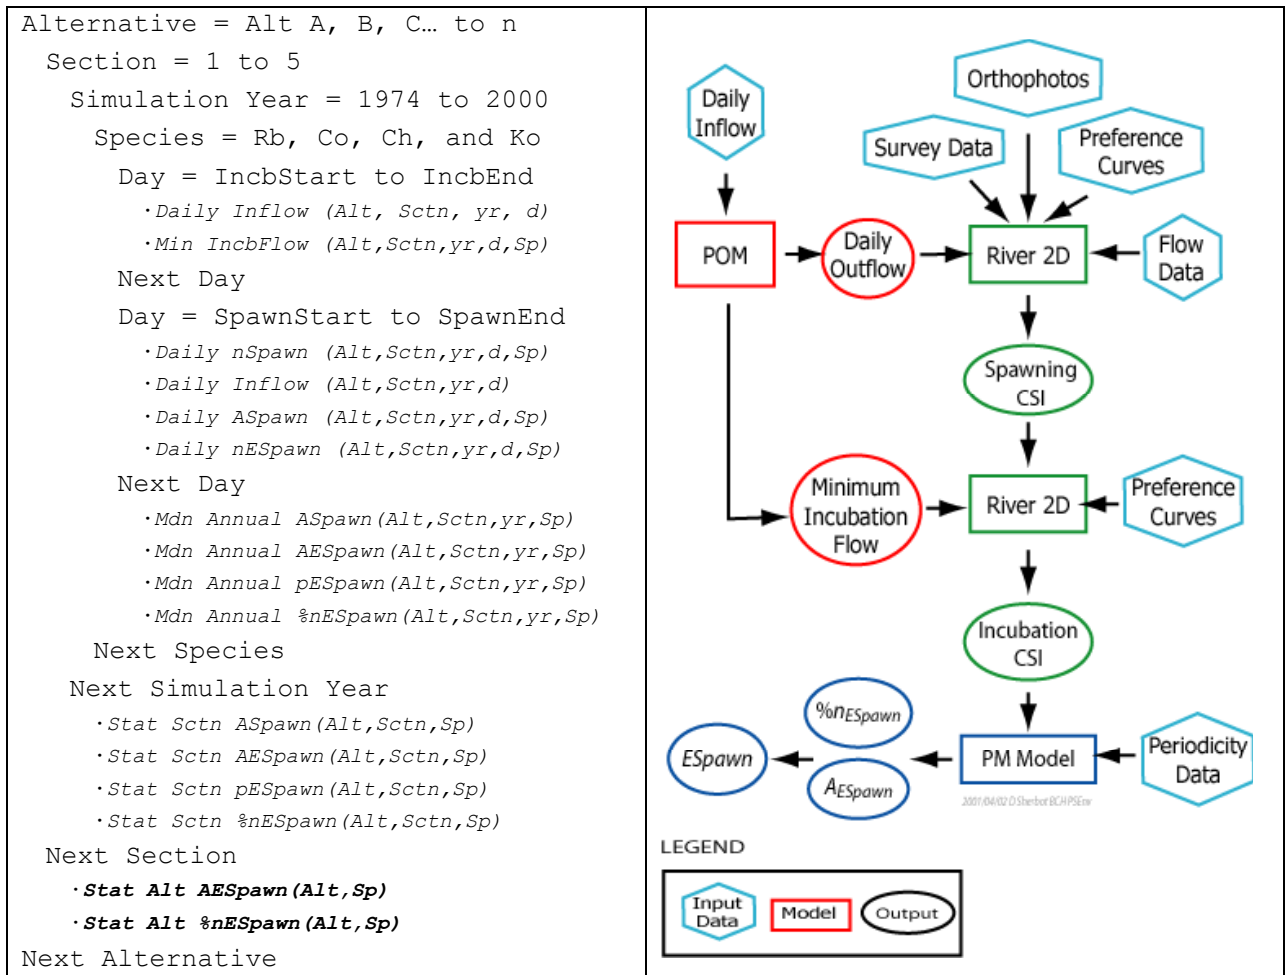 Alternative = Alt A, B, C… to n
Section = 1 to 5
Simulation Year = 1974 to 2000
Species = Rb, Co, Ch, and Ko
Day = IncbStart to IncbEnd
·Daily Inflow (Alt, Sctn, yr, d)
·Min IncbFlow (Alt,Sctn,yr,d,Sp)
Next Day
Day = SpawnStart to SpawnEnd
·Daily nSpawn (Alt,Sctn,yr,d,Sp)
·Daily Inflow (Alt,Sctn,yr,d)
·Daily ASpawn (Alt,Sctn,yr,d,Sp)
·Daily nESpawn (Alt,Sctn,yr,d,Sp)
Next Day
·Mdn Annual ASpawn(Alt,Sctn,yr,Sp)
·Mdn Annual AESpawn(Alt,Sctn,yr,Sp)
·Mdn Annual pESpawn(Alt,Sctn,yr,Sp)
·Mdn Annual %nESpawn(Alt,Sctn,yr,Sp)
Next Species
Next Simulation Year
·Stat Sctn ASpawn(Alt,Sctn,Sp)
·Stat Sctn AESpawn(Alt,Sctn,Sp)
·Stat Sctn pESpawn(Alt,Sctn,Sp)
·Stat Sctn %nESpawn(Alt,Sctn,Sp)
Next Section
·Stat Alt AESpawn(Alt,Sp)
·Stat Alt %nESpawn(Alt,Sp)
Next Alternative
Daily
Inflow
Orthophotos
Survey Data
Preference
Curves
POM
Daily
Outflow
River 2D
Flow
Data
Spawning
CSI
Minimum
Incubation
Flow
River 2D
Preference
Curves
Incubation
CSI
%nESpawn
ESpawn
AESpawn
PM Model
Periodicity
Data
2001/04/02 D Sherbot BCH PSEnv
LEGEND
Input
Data
Model
Output